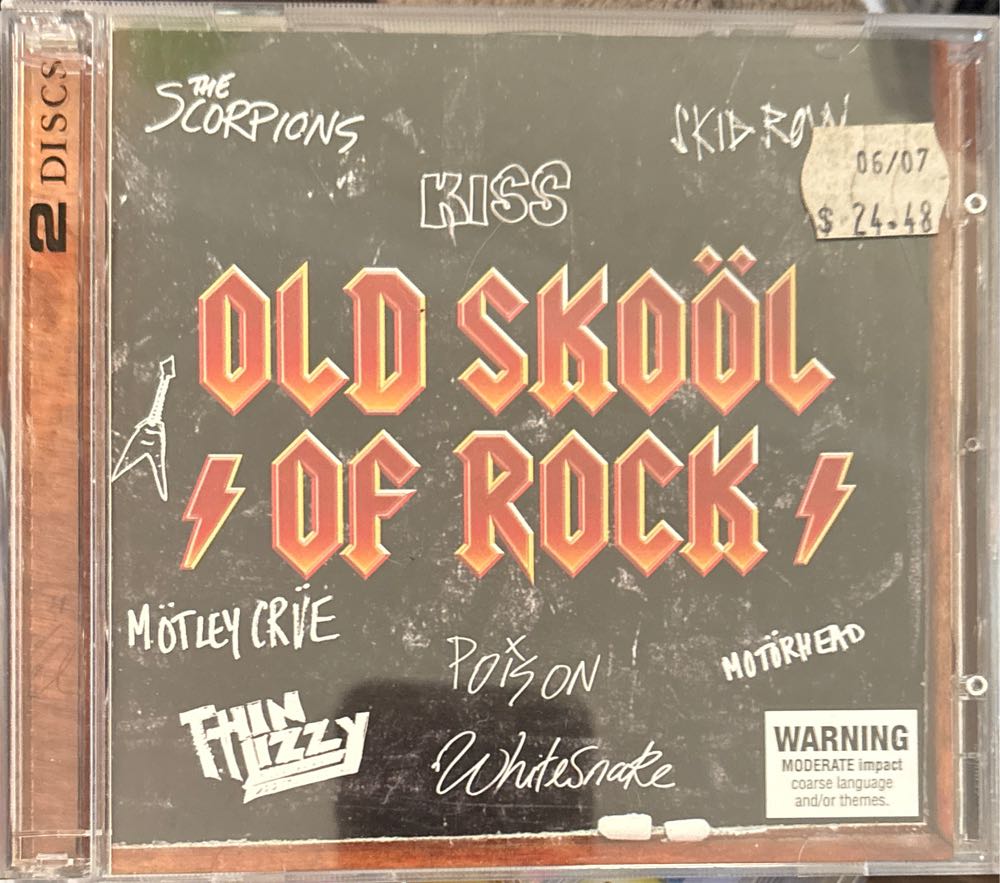 2 DISCS
THE
SCORPIONS
SKID ROW
KISS
06/07
$ 24.48
OLD SKOÖL
OF ROCK
MÖTLEY CRÜE
POISON
MOTÖRHEAD
THIN
LIZZY
Whitesnake
WARNING
MODERATE impact
coarse language
and/or themes.